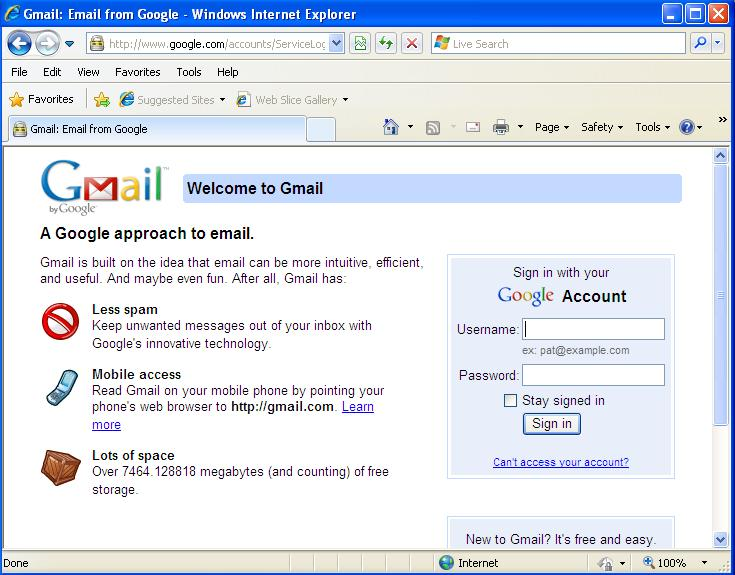 Gmail: Email from Google - Windows Internet Explorer
http://www.google.com/accounts/ServiceLog
Live Search
File Edit View Favorites Tools Help
Favorites Suggested Sites Web Slice Gallery
Gmail: Email from Google
Page Safety Tools
Gmail™
by Google™
Welcome to Gmail
A Google approach to email.
Gmail is built on the idea that email can be more intuitive, efficient,
and useful. And maybe even fun. After all, Gmail has:
Less spam
Keep unwanted messages out of your inbox with
Google's innovative technology.
Mobile access
Read Gmail on your mobile phone by pointing your
phone's web browser to http://gmail.com. Learn
more
Lots of space
Over 7464.128818 megabytes (and counting) of free
storage.
Sign in with your
Google Account
Username:
ex: pat@example.com
Password:
Stay signed in
Sign in
Can't access your account?
New to Gmail? It's free and easy.
Done Internet 100%